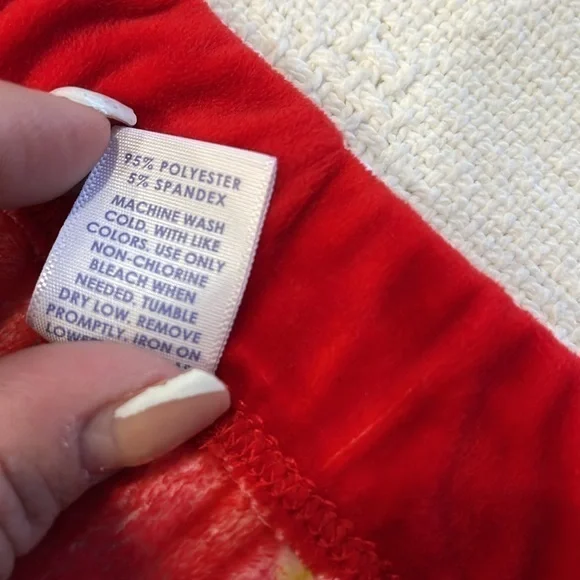 95% POLYESTER
5% SPANDEX
MACHINE WASH
COLD. WITH LIKE
COLORS. USE ONLY
NON-CHLORINE
BLEACH WHEN
NEEDED. TUMBLE
DRY LOW. REMOVE
PROMPTLY. IRON ON